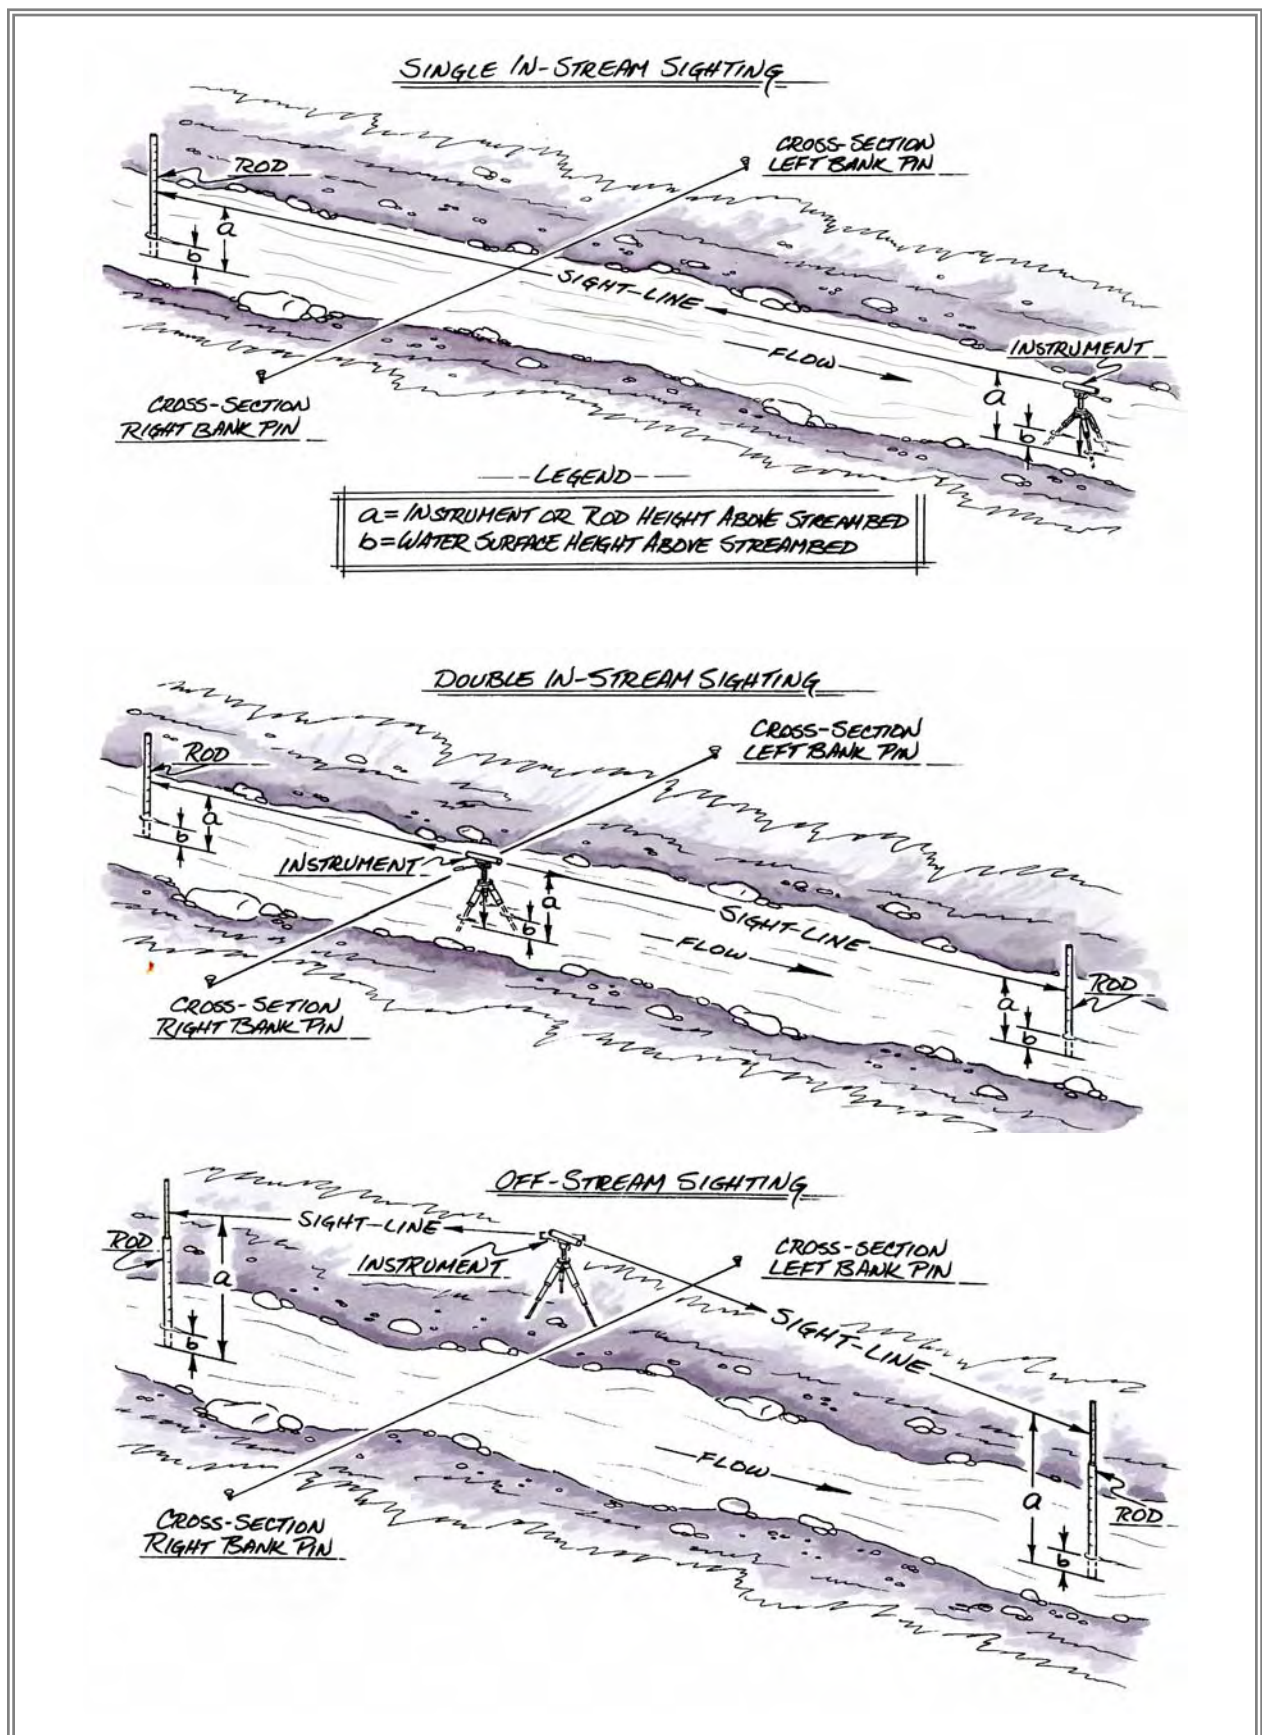 SINGLE IN-STREAM SIGHTING
CROSS-SECTION
LEFT BANK PIN
ROD
a
b
SIGHT-LINE
FLOW
INSTRUMENT
a
b
CROSS-SECTION
RIGHT BANK PIN
LEGEND
a = INSTRUMENT OR ROD HEIGHT ABOVE STREAMBED
b = WATER SURFACE HEIGHT ABOVE STREAMBED
DOUBLE IN-STREAM SIGHTING
CROSS-SECTION
LEFT BANK PIN
ROD
a
b
INSTRUMENT
a
b
SIGHT-LINE
FLOW
ROD
a
b
CROSS-SETION
RIGHT BANK PIN
OFF-STREAM SIGHTING
SIGHT-LINE
ROD
a
b
INSTRUMENT
CROSS-SECTION
LEFT BANK PIN
SIGHT-LINE
FLOW
a
b
ROD
CROSS-SECTION
RIGHT BANK PIN